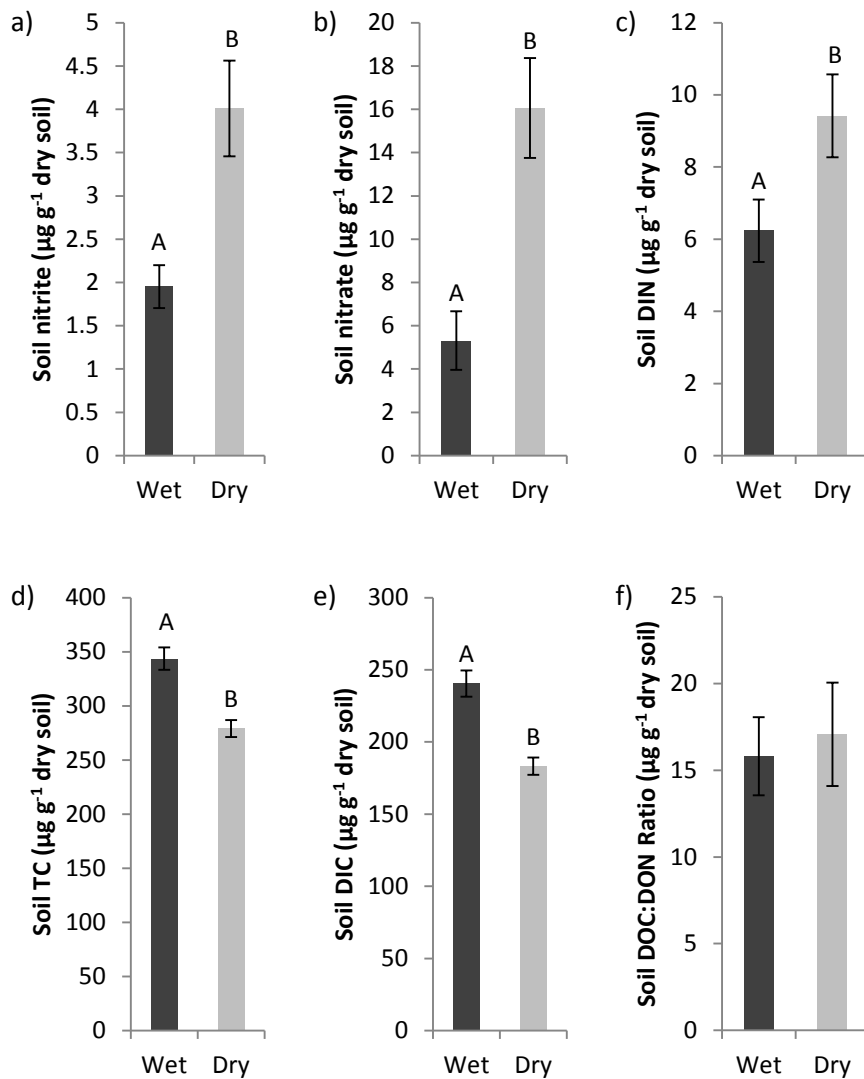 a)
Soil nitrite (µg g⁻¹ dry soil)
5
4.5
4
3.5
3
2.5
2
1.5
1
0.5
0
A
B
Wet Dry
b)
Soil nitrate (µg g⁻¹ dry soil)
20
18
16
14
12
10
8
6
4
2
0
A
B
Wet Dry
c)
Soil DIN (µg g⁻¹ dry soil)
12
10
8
6
4
2
0
A
B
Wet Dry
d)
Soil TC (µg g⁻¹ dry soil)
400
350
300
250
200
150
100
50
0
A
B
Wet Dry
e)
Soil DIC (µg g⁻¹ dry soil)
300
250
200
150
100
50
0
A
B
Wet Dry
f)
Soil DOC:DON Ratio (µg g⁻¹ dry soil)
25
20
15
10
5
0
Wet Dry